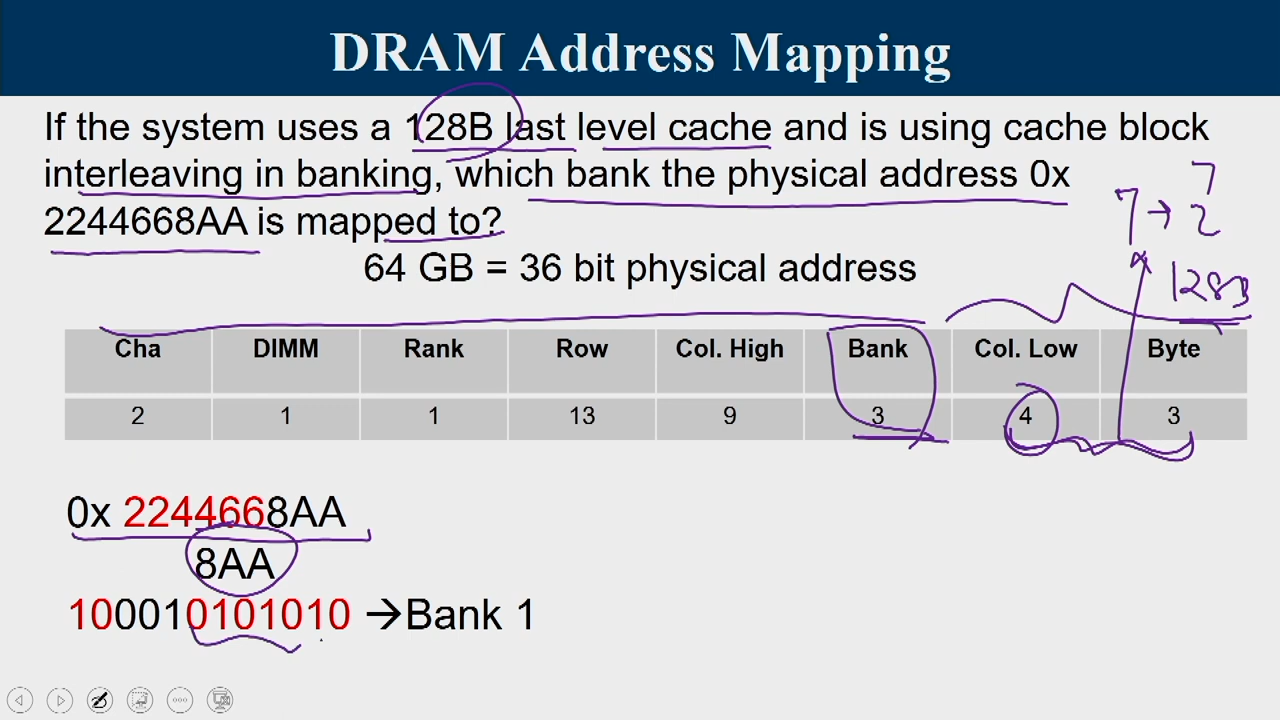 DRAM Address Mapping
If the system uses a 128B last level cache and is using cache block
interleaving in banking, which bank the physical address 0x
2244668AA is mapped to?
7
7 → 2
64 GB = 36 bit physical address
128B
Cha DIMM Rank Row Col. High Bank Col. Low Byte
2 1 1 13 9 3 4 3
0x 2244668AA
8AA
100010101010 →Bank 1